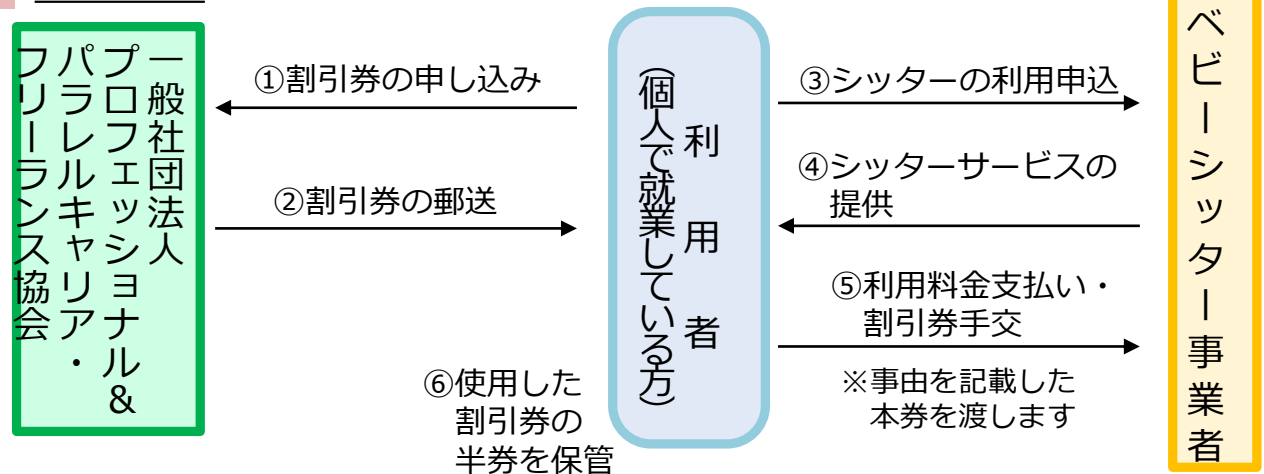 一般社団法人
プロフェッショナル&
パラレルキャリア・
フリーランス協会
①割引券の申し込み
②割引券の郵送
利用者
(個人で就業している方)
⑥使用した
割引券の
半券を保管
③シッターの利用申込
④シッターサービスの
提供
⑤利用料金支払い・
割引券手交
※事由を記載した
本券を渡します
ベビーシッター事業者